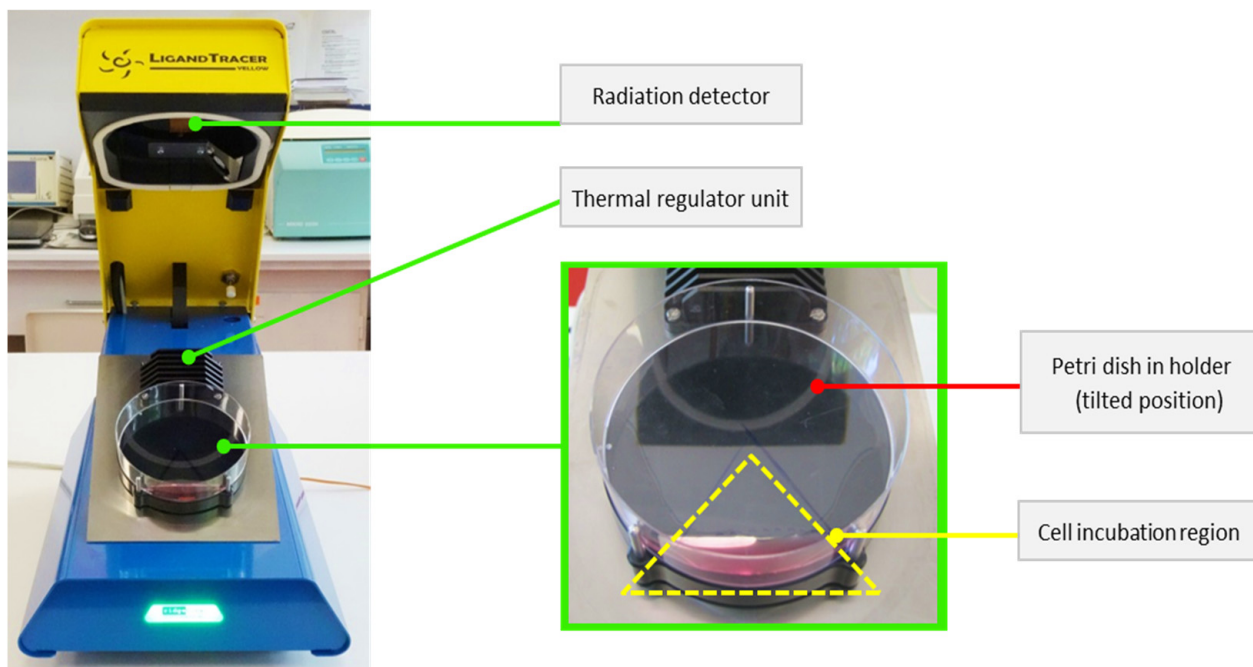 LIGANDTRACER
YELLOW
Radiation detector
Thermal regulator unit
Petri dish in holder
(tilted position)
Cell incubation region